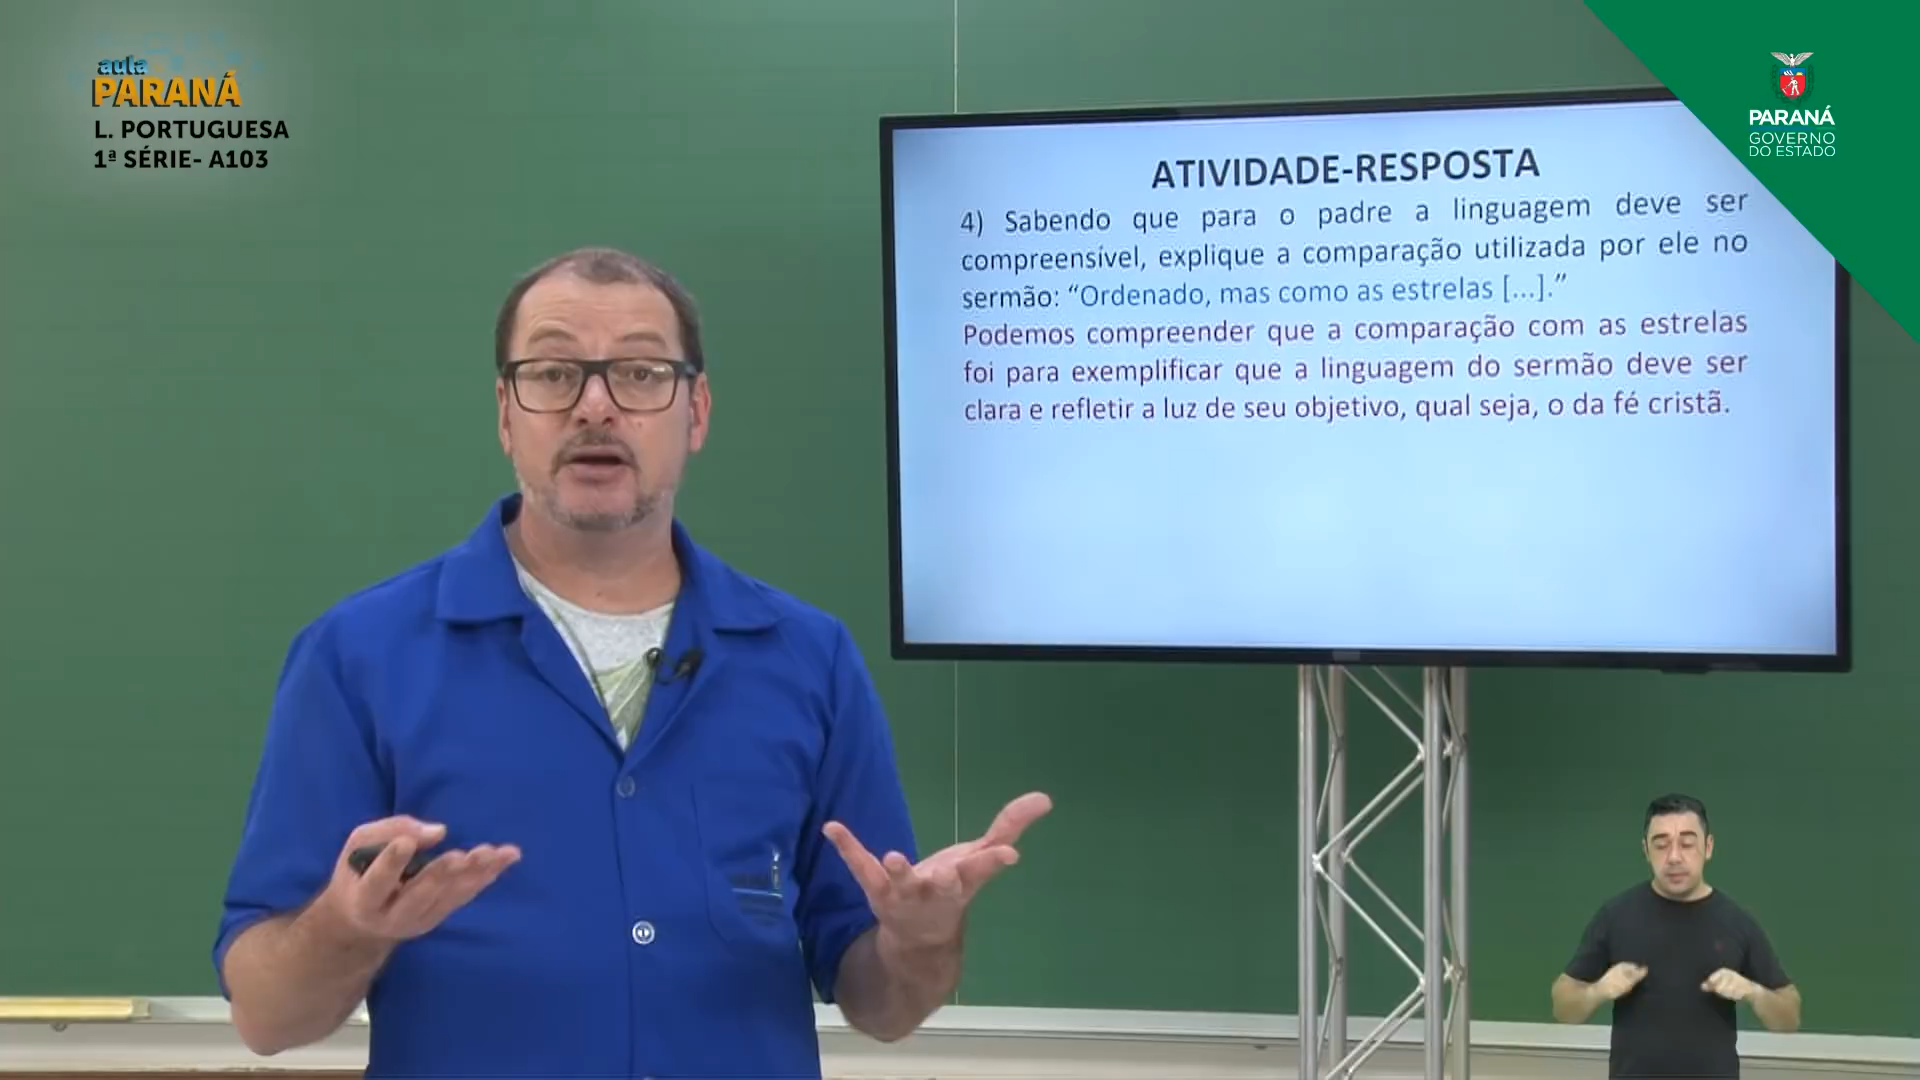 aula
PARANÁ
L. PORTUGUESA
1ª SÉRIE- A103
PARANÁ
GOVERNO
DO ESTADO
ATIVIDADE-RESPOSTA
4) Sabendo que para o padre a linguagem deve ser
compreensível, explique a comparação utilizada por ele no
sermão: “Ordenado, mas como as estrelas [...].”
Podemos compreender que a comparação com as estrelas
foi para exemplificar que a linguagem do sermão deve ser
clara e refletir a luz de seu objetivo, qual seja, o da fé cristã.